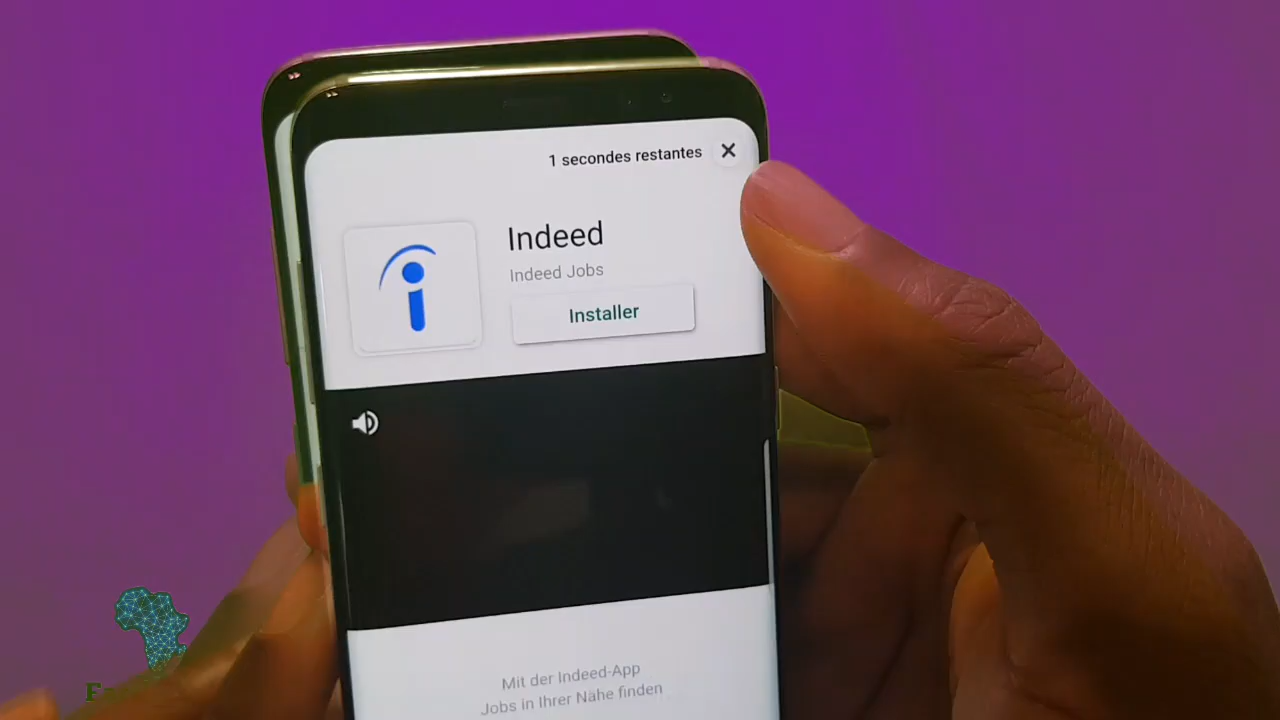 1 secondes restantes
Indeed
Indeed Jobs
Installer
Mit der Indeed-App
Jobs in Ihrer Nähe finden